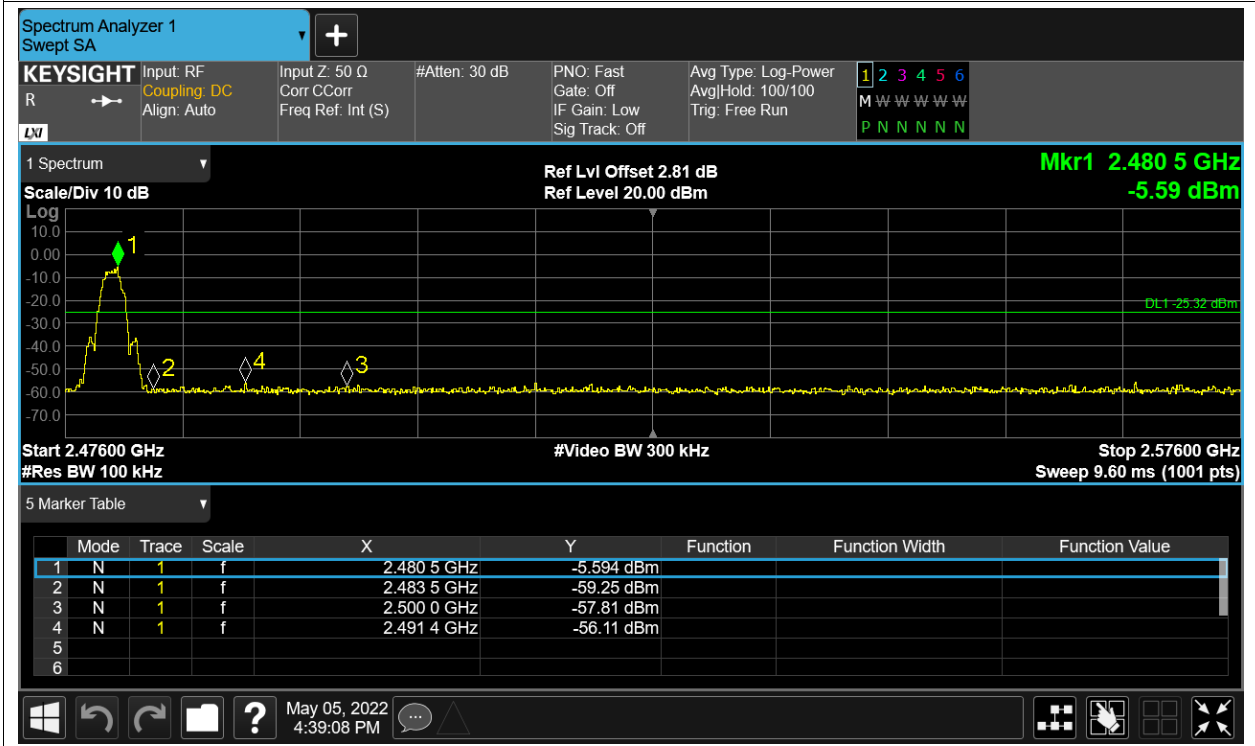 Spectrum Analyzer 1
Swept SA
+
KEYSIGHT
R
LXI
Input: RF
Coupling: DC
Align: Auto
Input Z: 50 Ω
Corr CCorr
Freq Ref: Int (S)
#Atten: 30 dB
PNO: Fast
Gate: Off
IF Gain: Low
Sig Track: Off
Avg Type: Log-Power
Avg|Hold: 100/100
Trig: Free Run
1 2 3 4 5 6
M W W W W W
P N N N N N
1 Spectrum
Scale/Div 10 dB
Ref Lvl Offset 2.81 dB
Ref Level 20.00 dBm
Mkr1 2.480 5 GHz
-5.59 dBm
Log
10.0
0.00
-10.0
-20.0
-30.0
-40.0
-50.0
-60.0
-70.0
1
2
4
3
DL1 -25.32 dBm
Start 2.47600 GHz
#Video BW 300 kHz
Stop 2.57600 GHz
#Res BW 100 kHz
Sweep 9.60 ms (1001 pts)
5 Marker Table
Mode Trace Scale X Y Function Function Width Function Value
1 N 1 f 2.480 5 GHz -5.594 dBm
2 N 1 f 2.483 5 GHz -59.25 dBm
3 N 1 f 2.500 0 GHz -57.81 dBm
4 N 1 f 2.491 4 GHz -56.11 dBm
5
6
?
May 05, 2022
4:39:08 PM